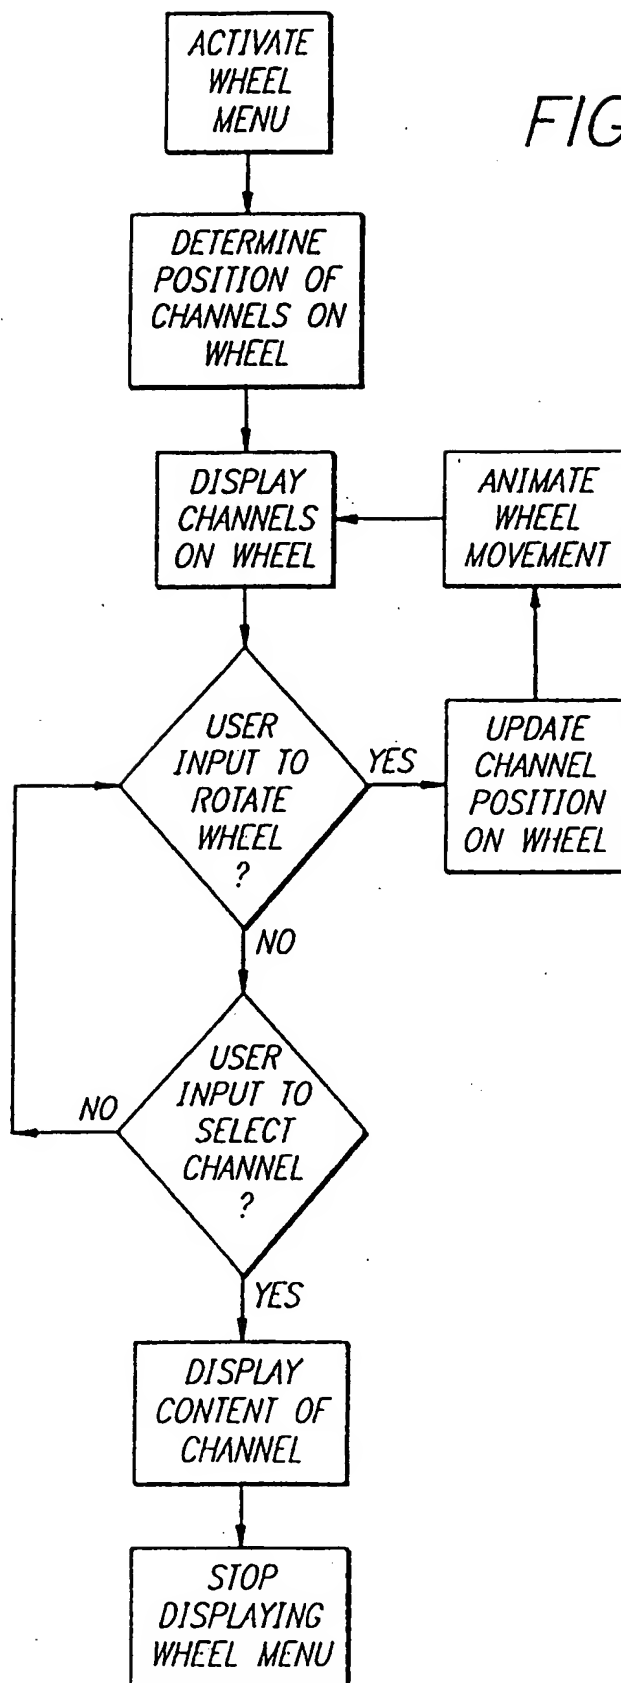 ACTIVATE
WHEEL
MENU
FIG
DETERMINE
POSITION OF
CHANNELS ON
WHEEL
DISPLAY
CHANNELS
ON WHEEL
ANIMATE
WHEEL
MOVEMENT
USER
INPUT TO
ROTATE
WHEEL
?
YES
UPDATE
CHANNEL
POSITION
ON WHEEL
NO
USER
INPUT TO
SELECT
CHANNEL
?
NO
YES
DISPLAY
CONTENT OF
CHANNEL
STOP
DISPLAYING
WHEEL MENU